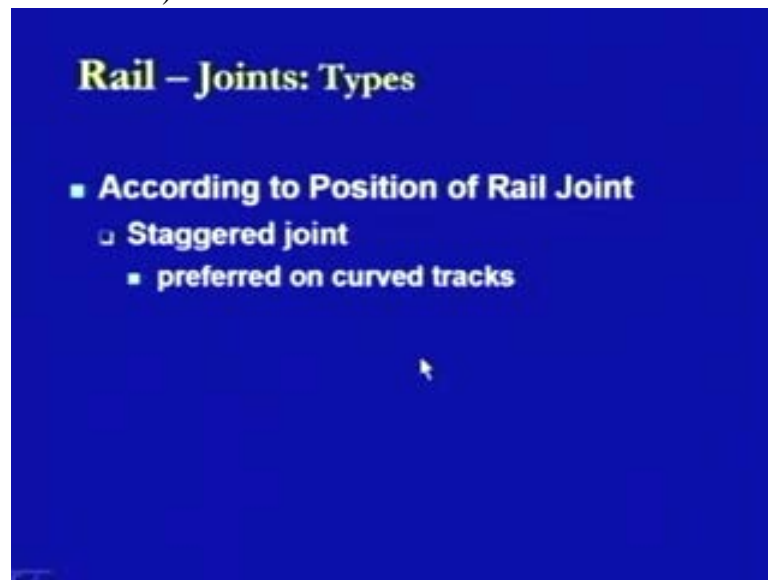 Rail – Joints: Types
According to Position of Rail Joint
Staggered joint
preferred on curved tracks